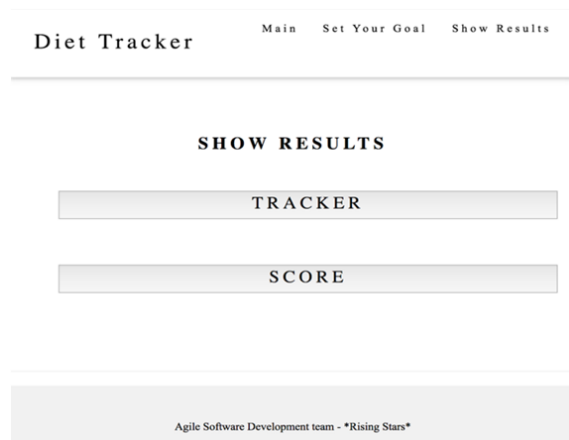 Diet Tracker
Main Set Your Goal Show Results
SHOW RESULTS
TRACKER
SCORE
Agile Software Development team - *Rising Stars*